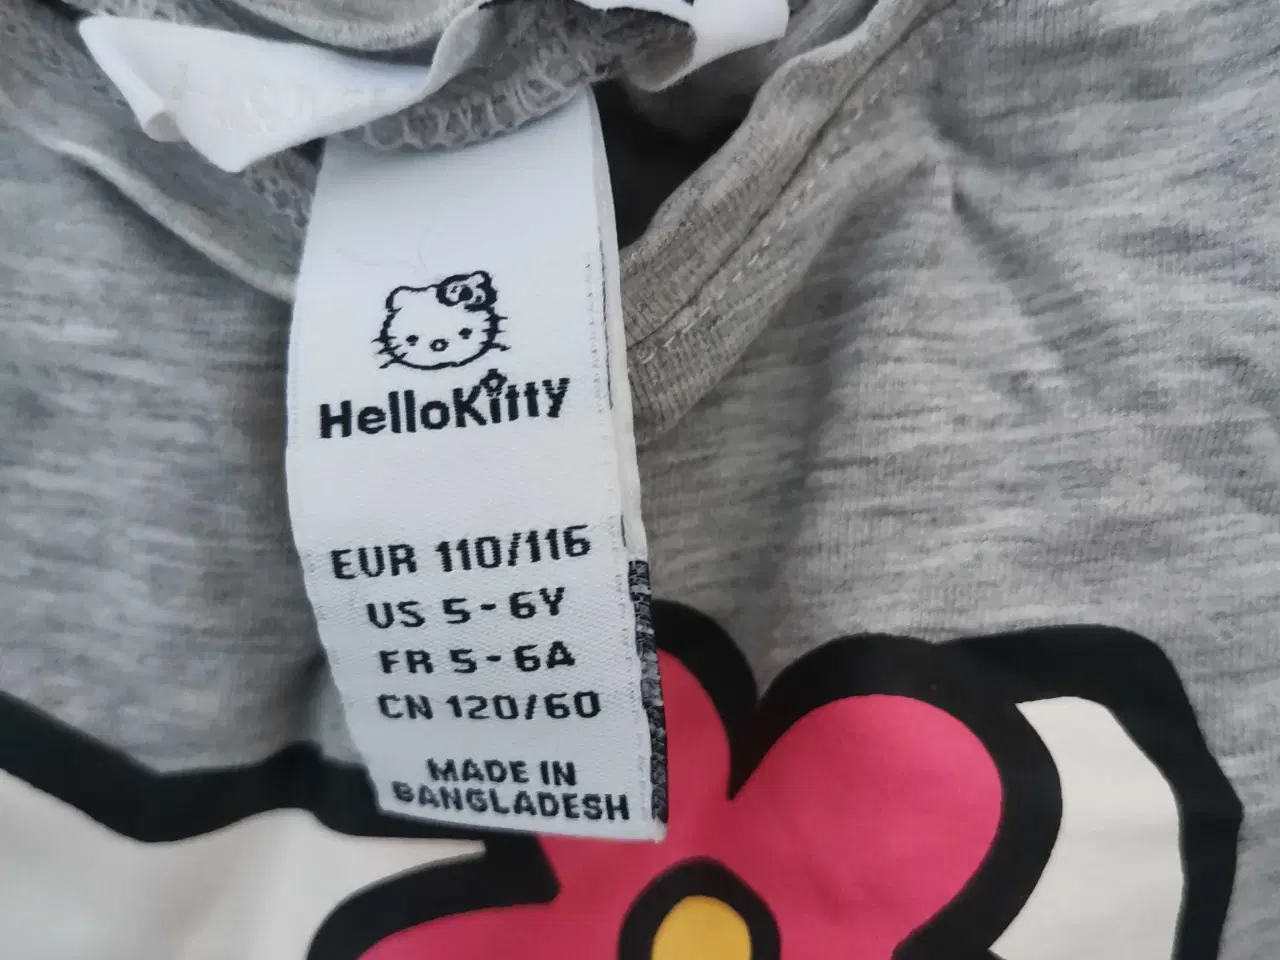 HelloKitty
EUR 110/116
US 5-6Y
FR 5-6A
CN 120/60
MADE IN
BANGLADESH